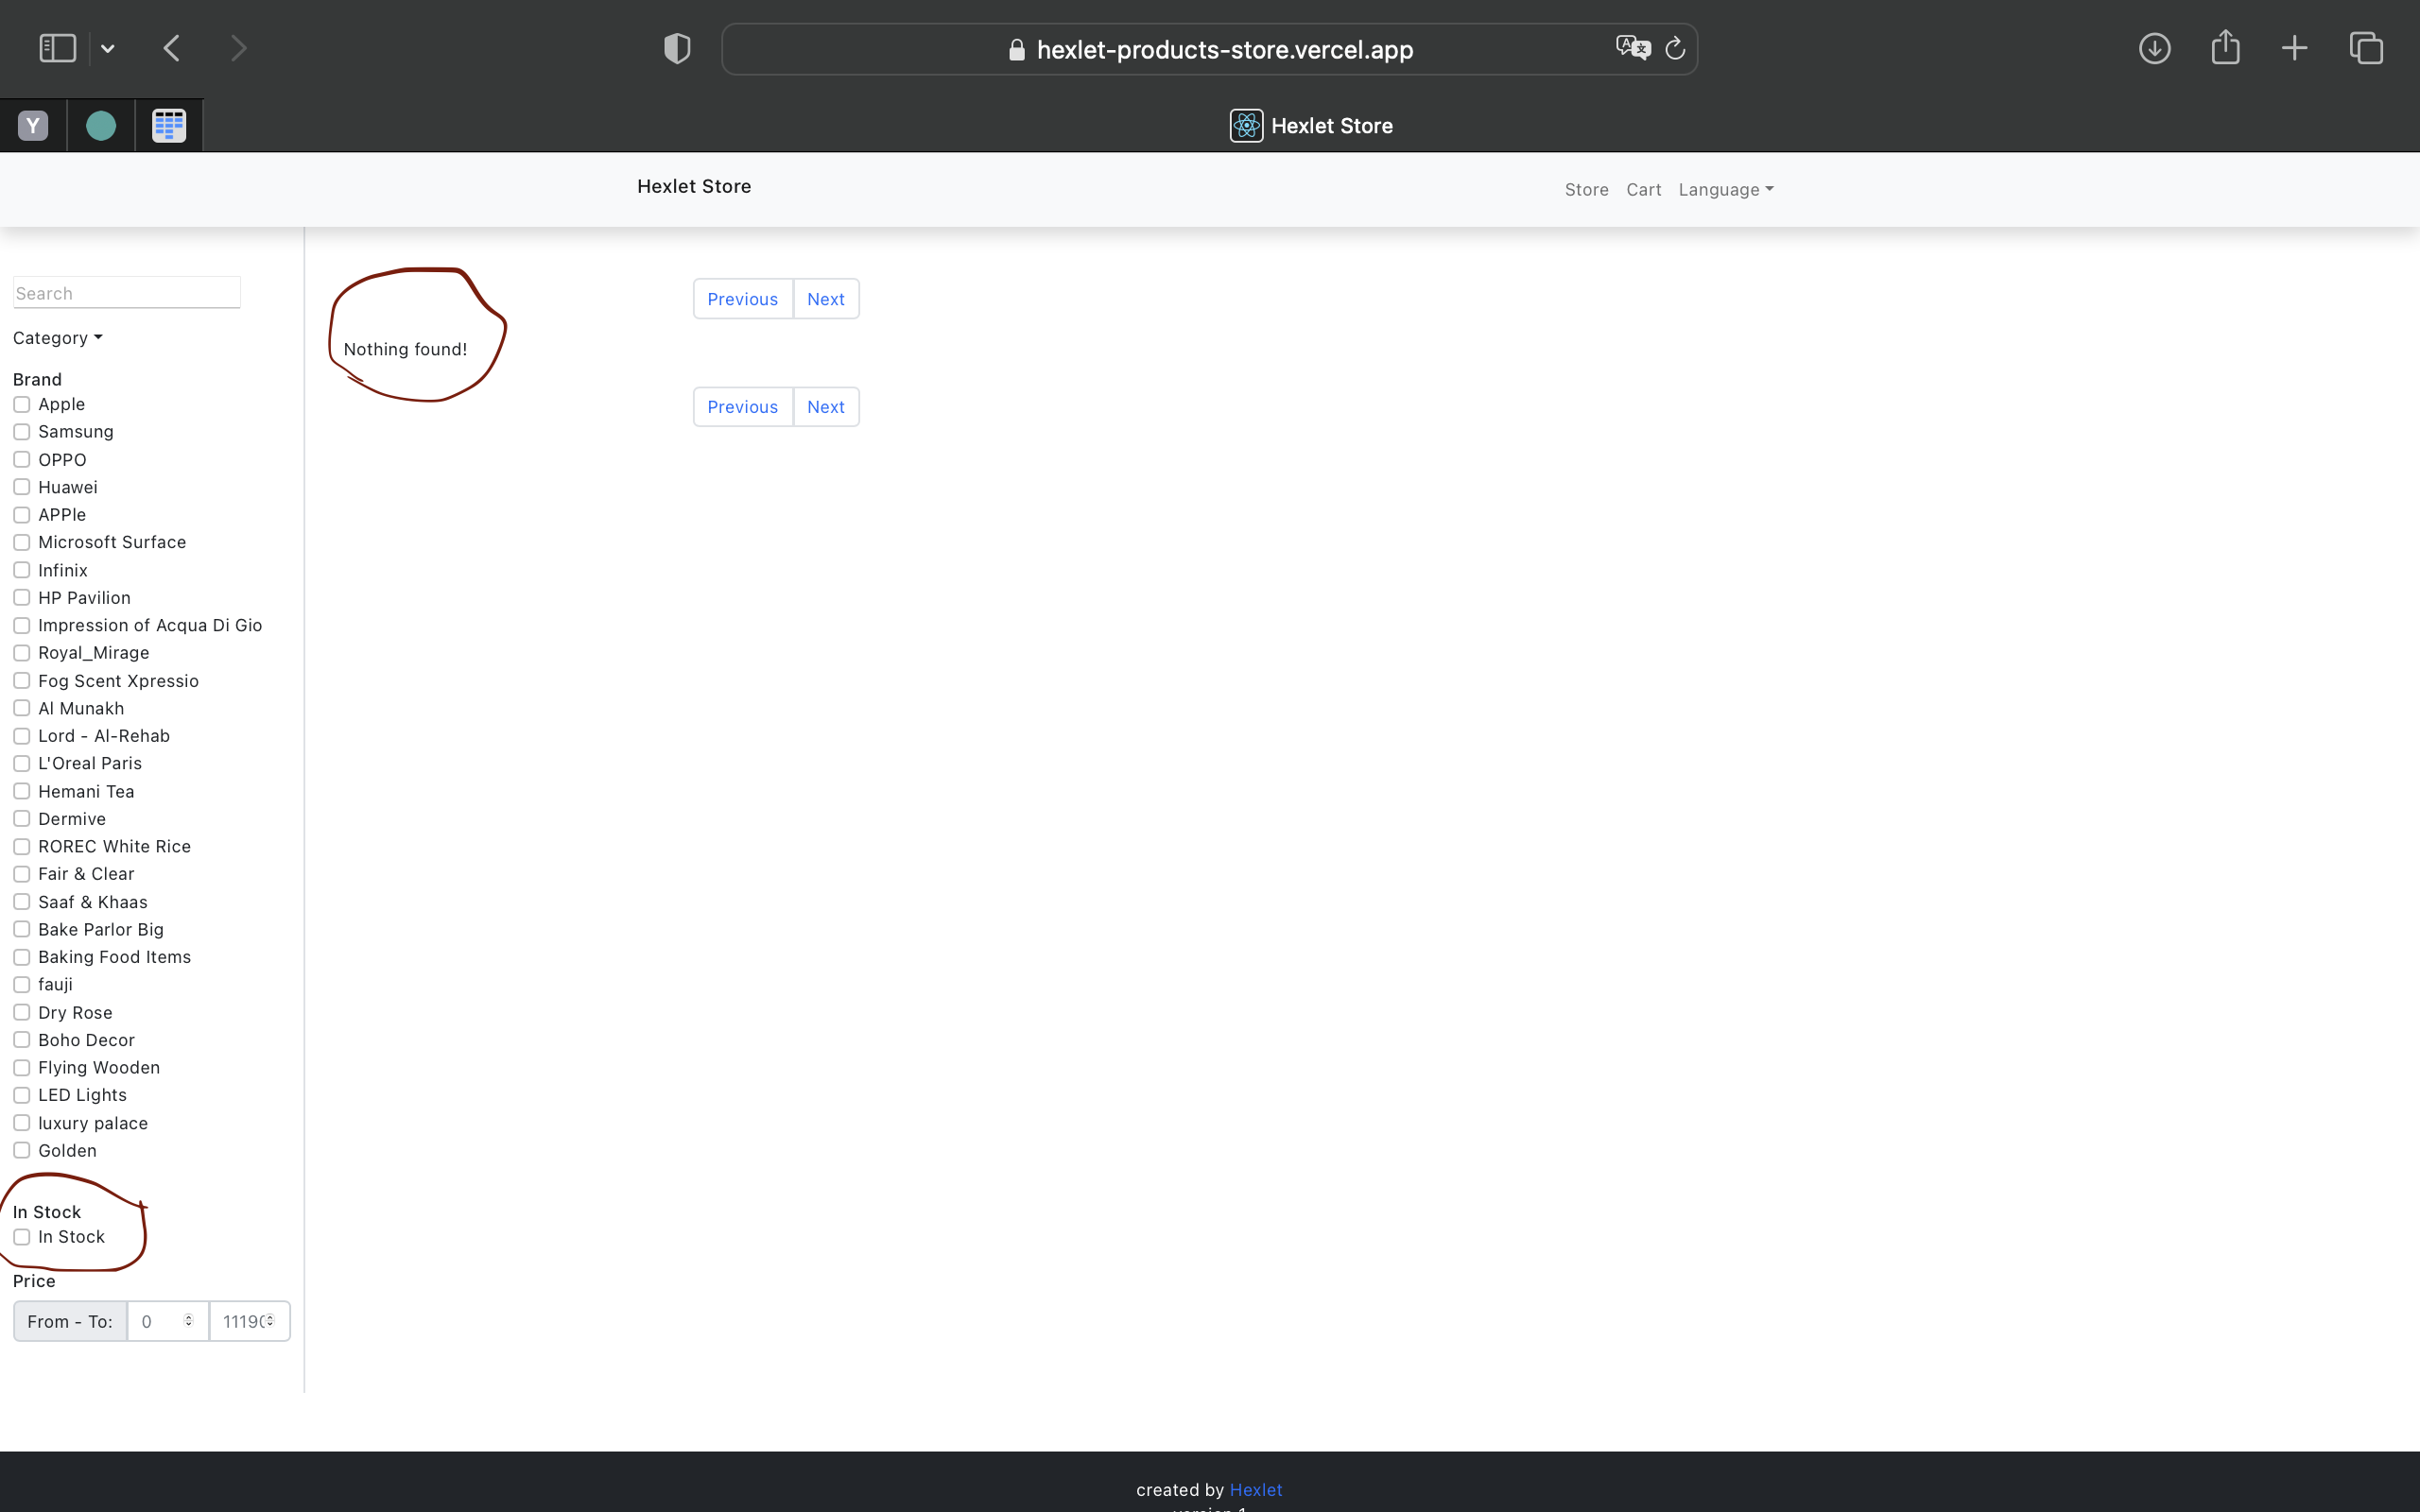 hexlet-products-store.vercel.app
Y
Hexlet Store
Hexlet Store
Store Cart Language
Search
Category
Brand
Apple
Samsung
OPPO
Huawei
APPle
Microsoft Surface
Infinix
HP Pavilion
Impression of Acqua Di Gio
Royal_Mirage
Fog Scent Xpressio
Al Munakh
Lord - Al-Rehab
L'Oreal Paris
Hemani Tea
Dermive
ROREC White Rice
Fair & Clear
Saaf & Khaas
Bake Parlor Big
Baking Food Items
fauji
Dry Rose
Boho Decor
Flying Wooden
LED Lights
luxury palace
Golden
In Stock
In Stock
Price
From - To: 0
Previous Next
Nothing found!
Previous Next
created by Hexlet
version 1